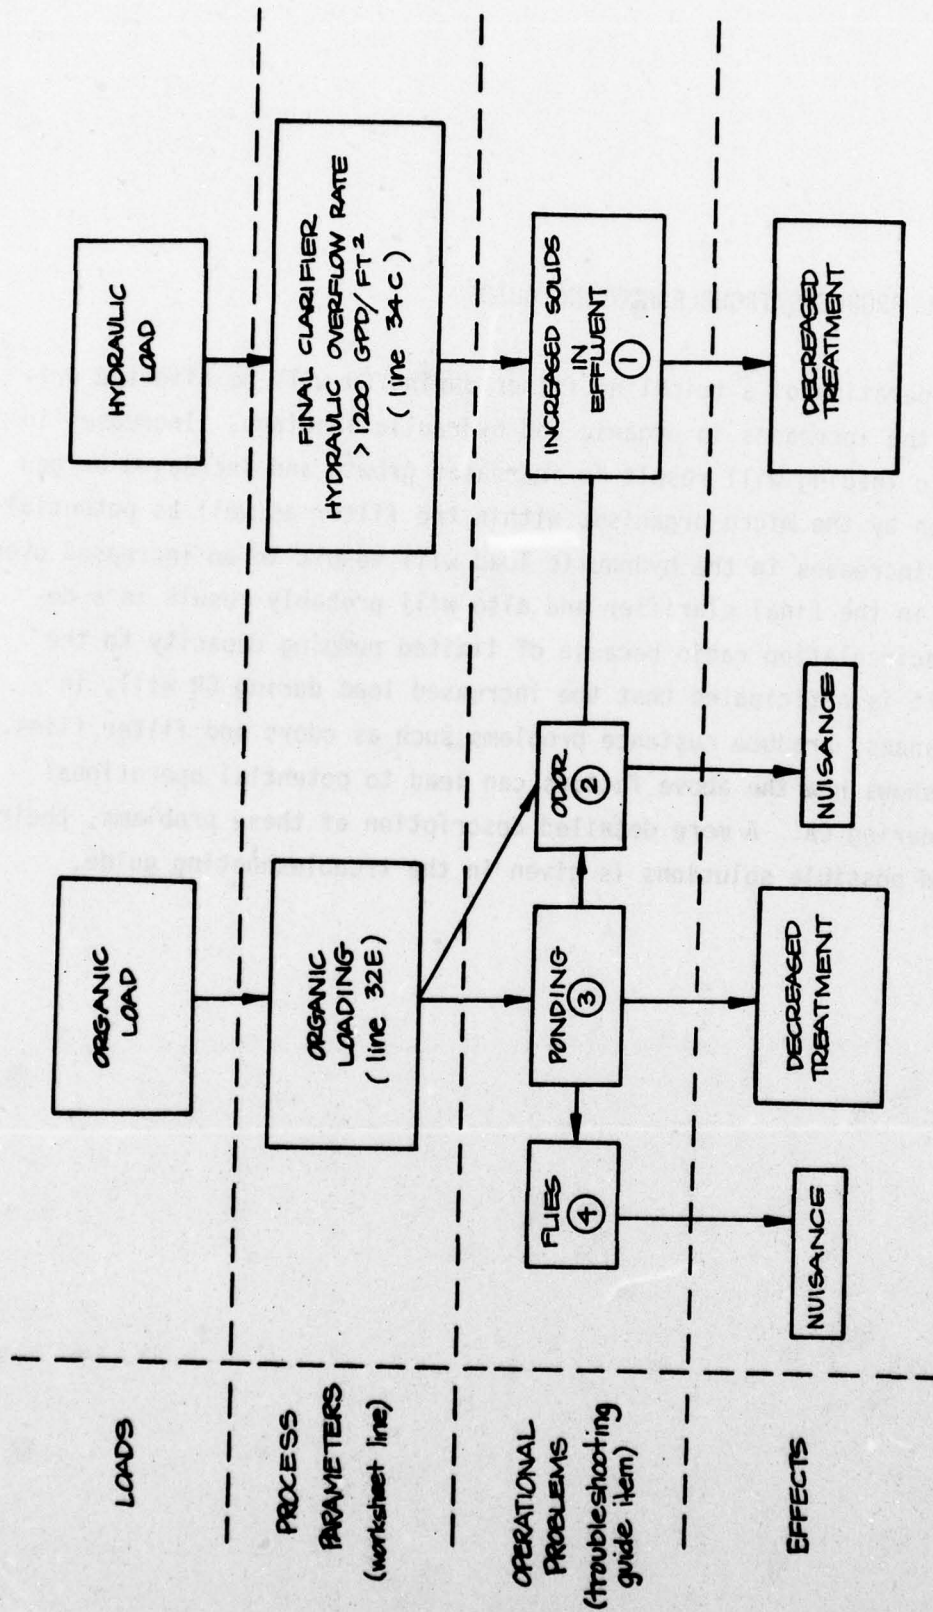 LOADS
ORGANIC
LOAD
HYDRAULIC
LOAD
PROCESS
PARAMETERS
(worksheet line)
ORGANIC
LOADING
(line 32E)
FINAL CLARIFIER
HYDRAULIC OVERFLOW RATE
> 1200 GPD/FT²
(line 34C)
OPERATIONAL
PROBLEMS
(troubleshooting
guide item)
FLIES
④
PONDING
③
ODOR
②
INCREASED SOLIDS
IN
EFFLUENT
①
EFFECTS
NUISANCE
DECREASED
TREATMENT
NUISANCE
DECREASED
TREATMENT